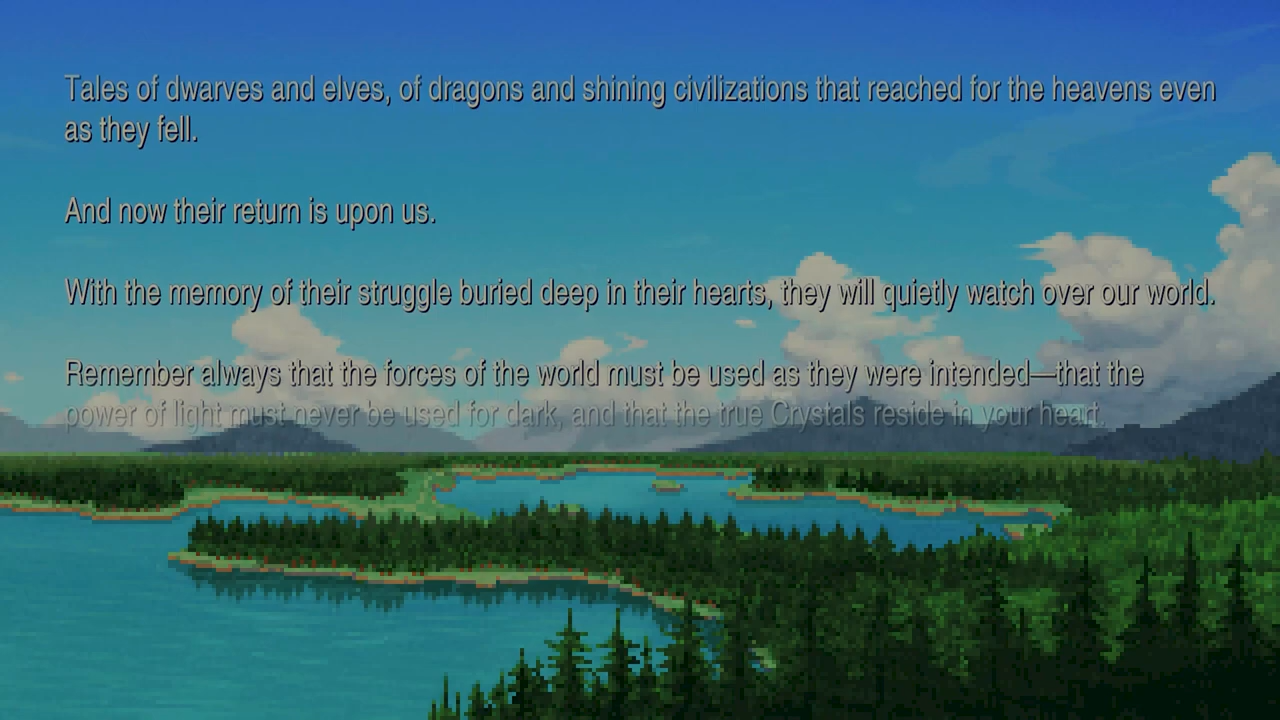 Tales of dwarves and elves, of dragons and shining civilizations that reached for the heavens even
as they fell.
And now their return is upon us.
With the memory of their struggle buried deep in their hearts, they will quietly watch over our world.
Remember always that the forces of the world must be used as they were intended—that the
power of light must never be used for dark, and that the true Crystals reside in your heart.